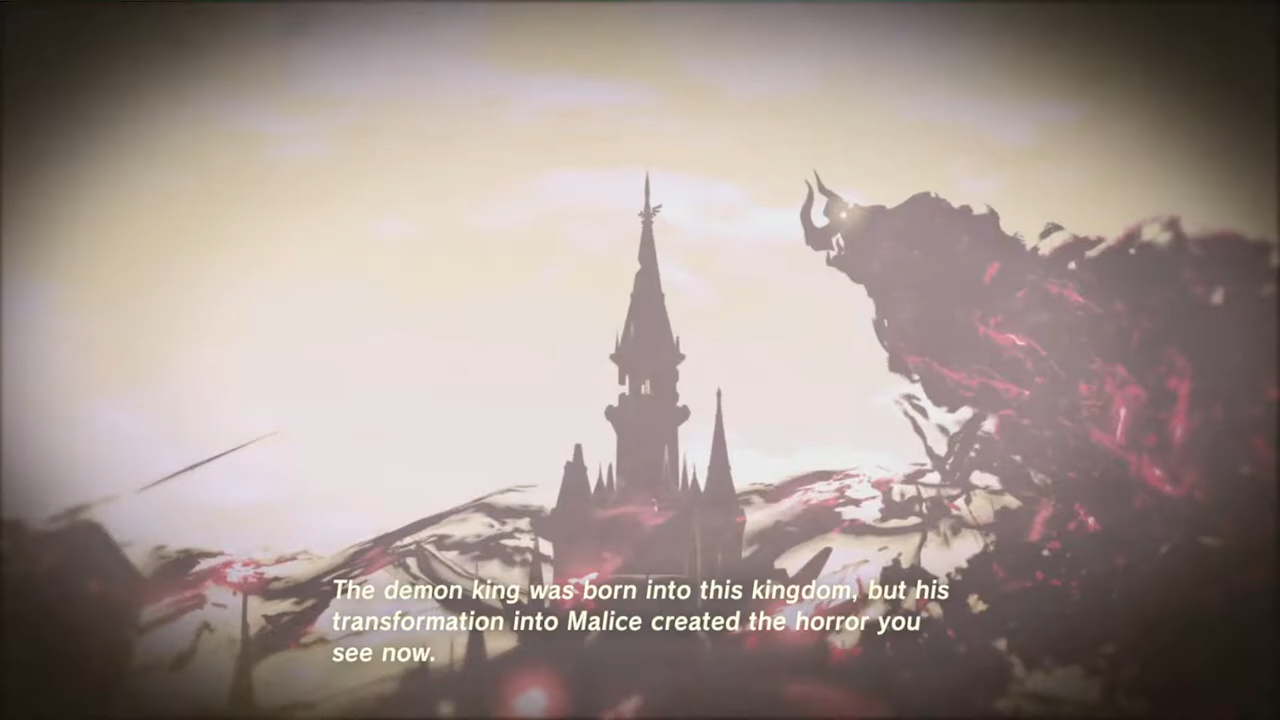 The demon king was born into this kingdom, but his
transformation into Malice created the horror you
see now.